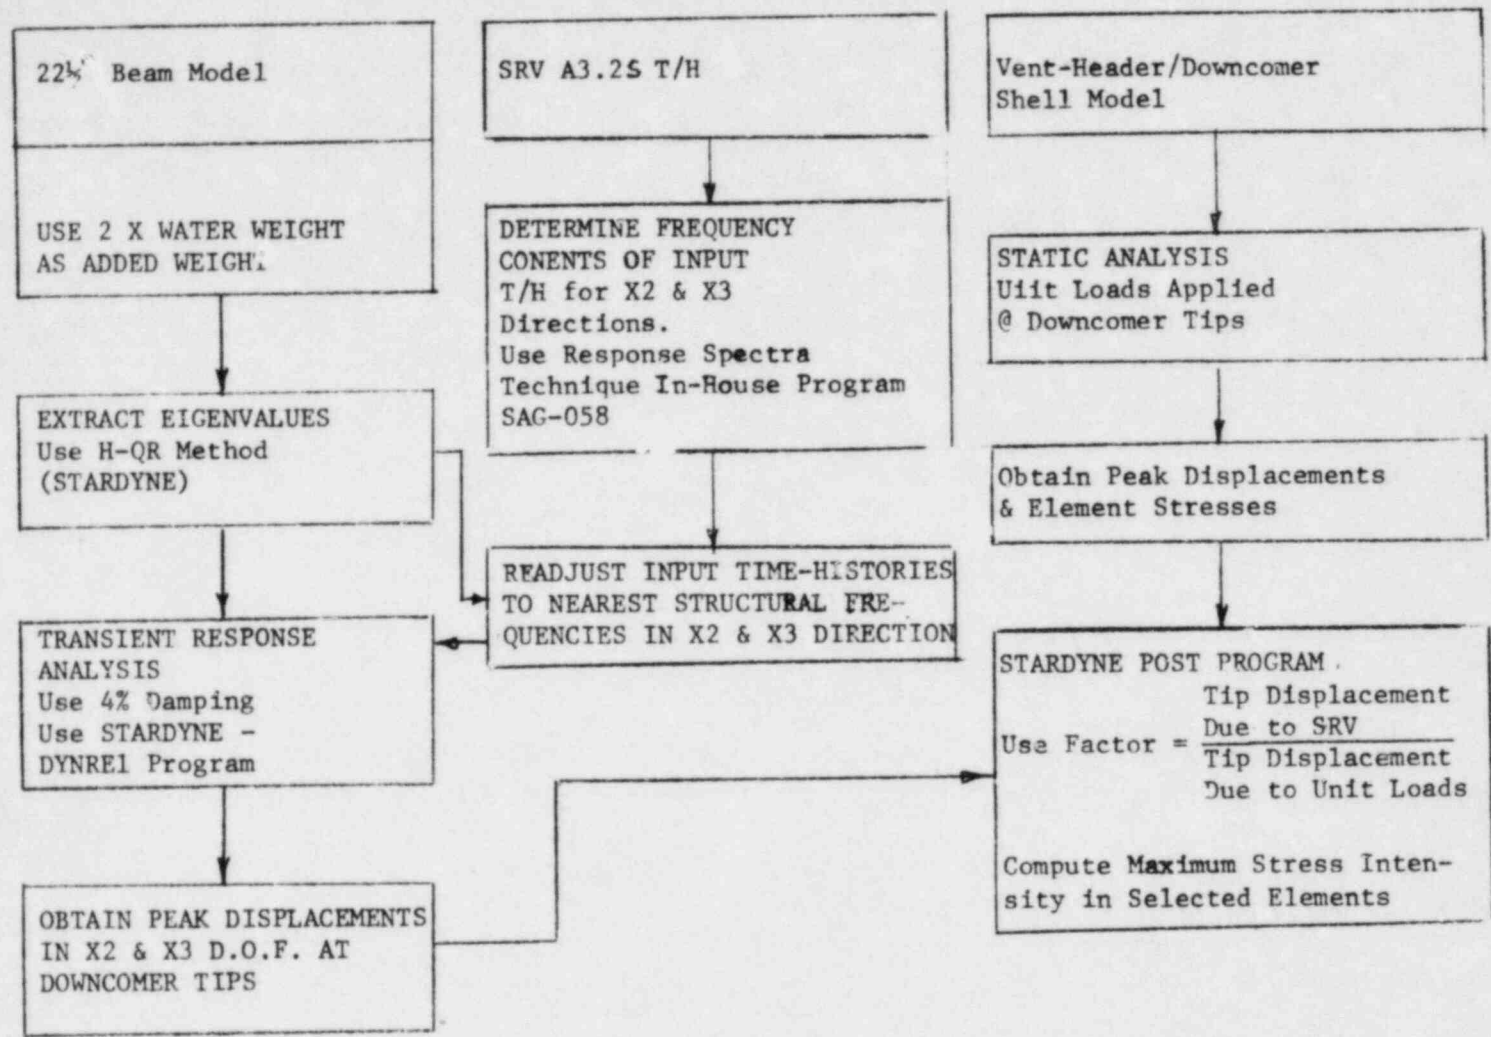 22½° Beam Model
USE 2 X WATER WEIGHT
AS ADDED WEIGHT.
EXTRACT EIGENVALUES
Use H-QR Method
(STARDYNE)
TRANSIENT RESPONSE
ANALYSIS
Use 4% Damping
Use STARDYNE -
DYNRE1 Program
OBTAIN PEAK DISPLACEMENTS
IN X2 & X3 D.O.F. AT
DOWNCOMER TIPS
SRV A3.2S T/H
DETERMINE FREQUENCY
CONENTS OF INPUT
T/H for X2 & X3
Directions.
Use Response Spectra
Technique In-House Program
SAG-058
READJUST INPUT TIME-HISTORIES
TO NEAREST STRUCTURAL FRE-
QUENCIES IN X2 & X3 DIRECTION
Vent-Header/Downcomer
Shell Model
STATIC ANALYSIS
Uiit Loads Applied
@ Downcomer Tips
Obtain Peak Displacements
& Element Stresses
STARDYNE POST PROGRAM
Tip Displacement
Due to SRV
Use Factor =
Tip Displacement
Due to Unit Loads
Compute Maximum Stress Inten-
sity in Selected Elements